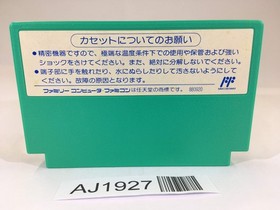 カセットについてのお願い
●精密機器ですので、極端な温度条件下での使用や保管および強い
ショックをさけてください。また、絶対に分解しないでください。
●端子部に手を触れたり、水にぬらしたりして汚さないようにして
ください。故障の原因となります。
ファミリーコンピュータ・ファミコンは任天堂の商標です。
AJ1927